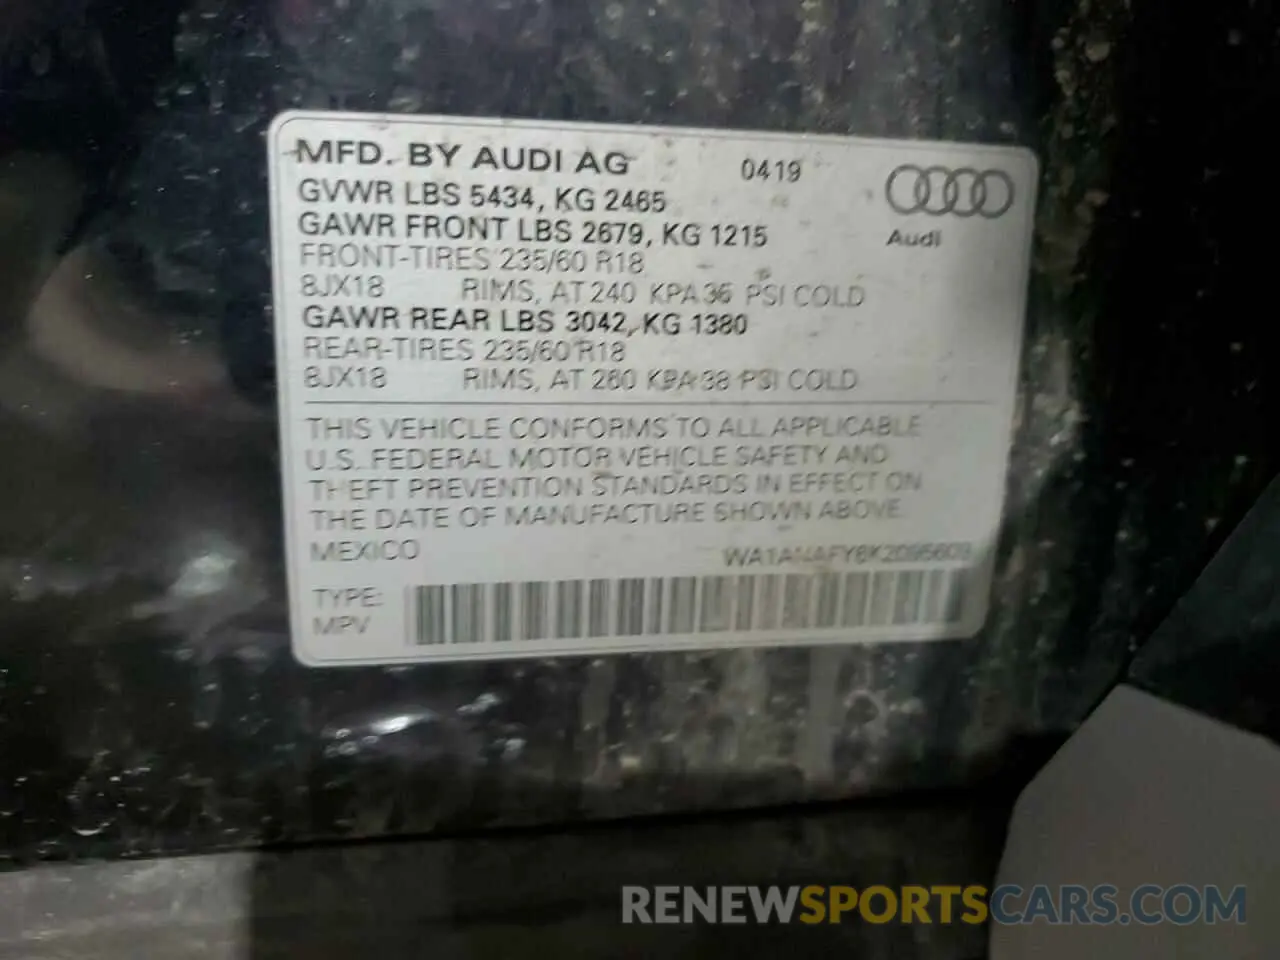 MFD. BY AUDI AG 0419
GVWR LBS 5434, KG 2465
GAWR FRONT LBS 2679, KG 1215
Audi
FRONT-TIRES 235/60 R18
8JX18 RIMS, AT 240 KPA 36 PSI COLD
GAWR REAR LBS 3042, KG 1380
REAR-TIRES 235/60 R18
8JX18 RIMS, AT 260 KPA 38 PSI COLD
THIS VEHICLE CONFORMS TO ALL APPLICABLE
U.S. FEDERAL MOTOR VEHICLE SAFETY AND
THEFT PREVENTION STANDARDS IN EFFECT ON
THE DATE OF MANUFACTURE SHOWN ABOVE
MEXICO WA1ANAFY6K2095609
TYPE:
MPV
RENEWSPORTSCARS.COM